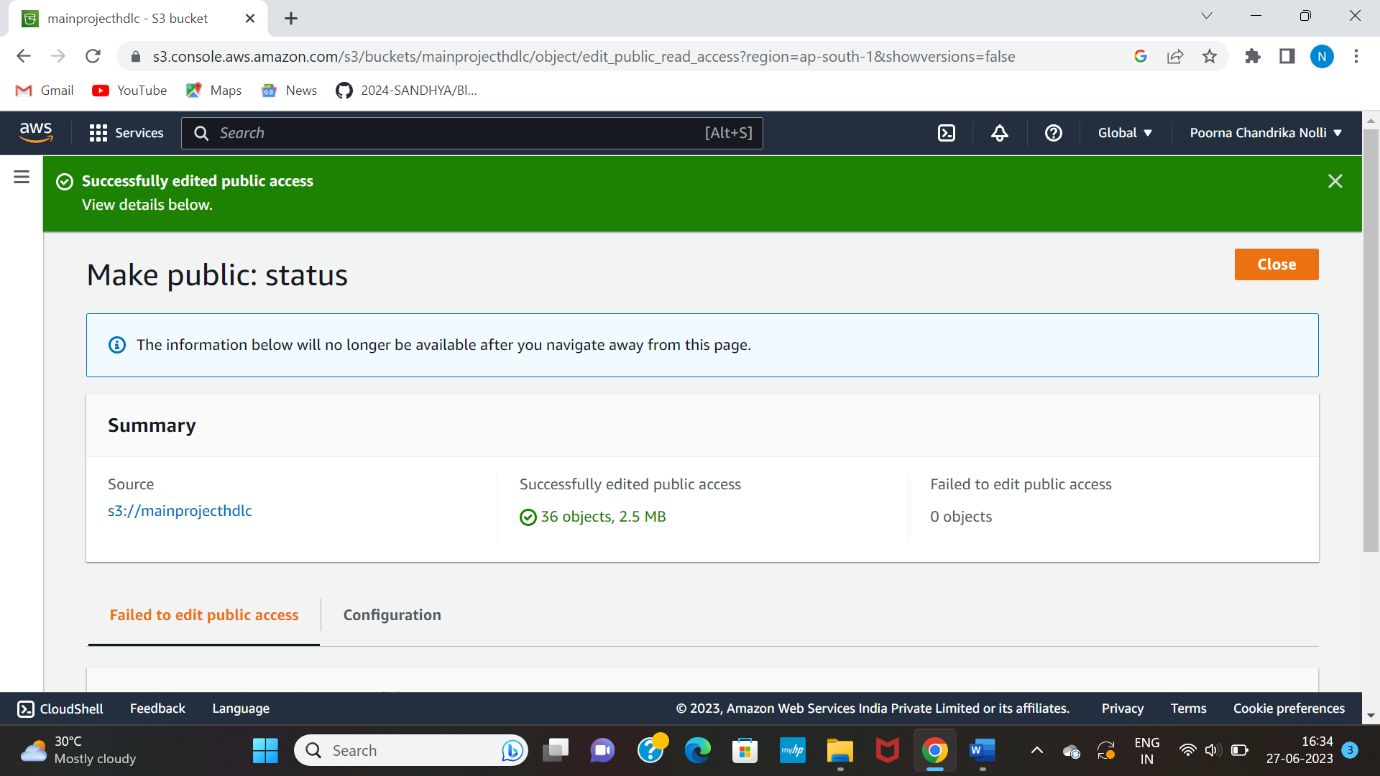 mainprojecthdlc - S3 bucket
s3.console.aws.amazon.com/s3/buckets/mainprojecthdlc/object/edit_public_read_access?region=ap-south-1&showversions=false
N
Gmail YouTube Maps News 2024-SANDHYA/BI...
aws Services Search [Alt+S] Global Poorna Chandrika Nolli
Successfully edited public access
View details below.
Make public: status
Close
The information below will no longer be available after you navigate away from this page.
Summary
Source Successfully edited public access Failed to edit public access
s3://mainprojecthdlc 36 objects, 2.5 MB 0 objects
Failed to edit public access Configuration
CloudShell Feedback Language © 2023, Amazon Web Services India Private Limited or its affiliates. Privacy Terms Cookie preferences
30°C
Mostly cloudy
Search
myhp
W
ENG
IN
16:34
27-06-2023
3